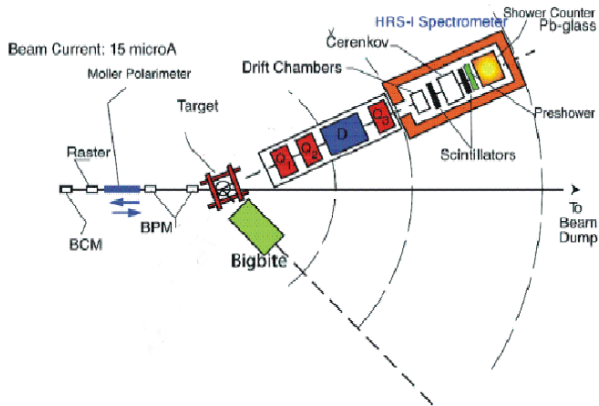 HRS-I Spectrometer
Shower Counter
Pb-glass
Čerenkov
Beam Current: 15 microA
Moller Polarimeter
Drift Chambers
Target
Preshower
Scintillators
Raster
Q1
Q2
D
Q3
BCM
BPM
Bigbite
To
Beam
Dump